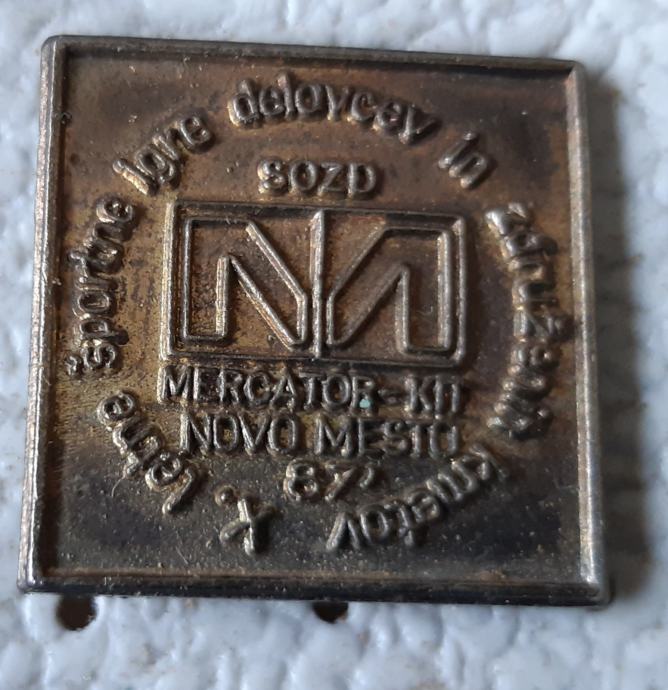 X. letne športne igre delavcev in združenih kmetov
SOZD
MERCATOR-KIT
NOVO MESTO
87'